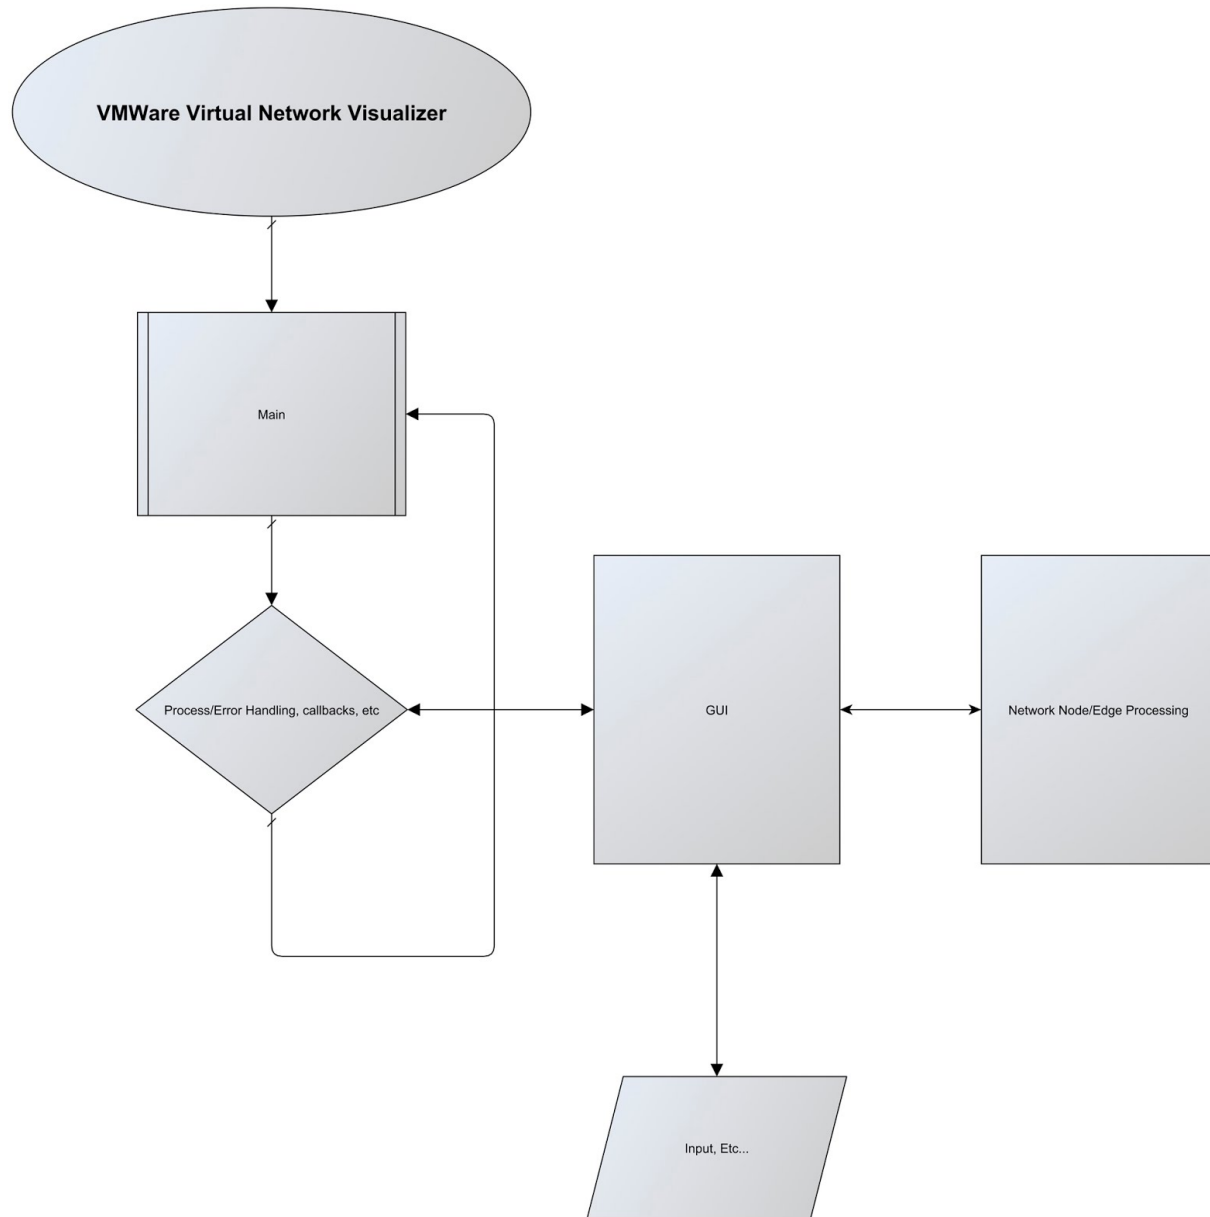 VMWare Virtual Network Visualizer
Main
Process/Error Handling, callbacks, etc
GUI
Network Node/Edge Processing
Input, Etc...